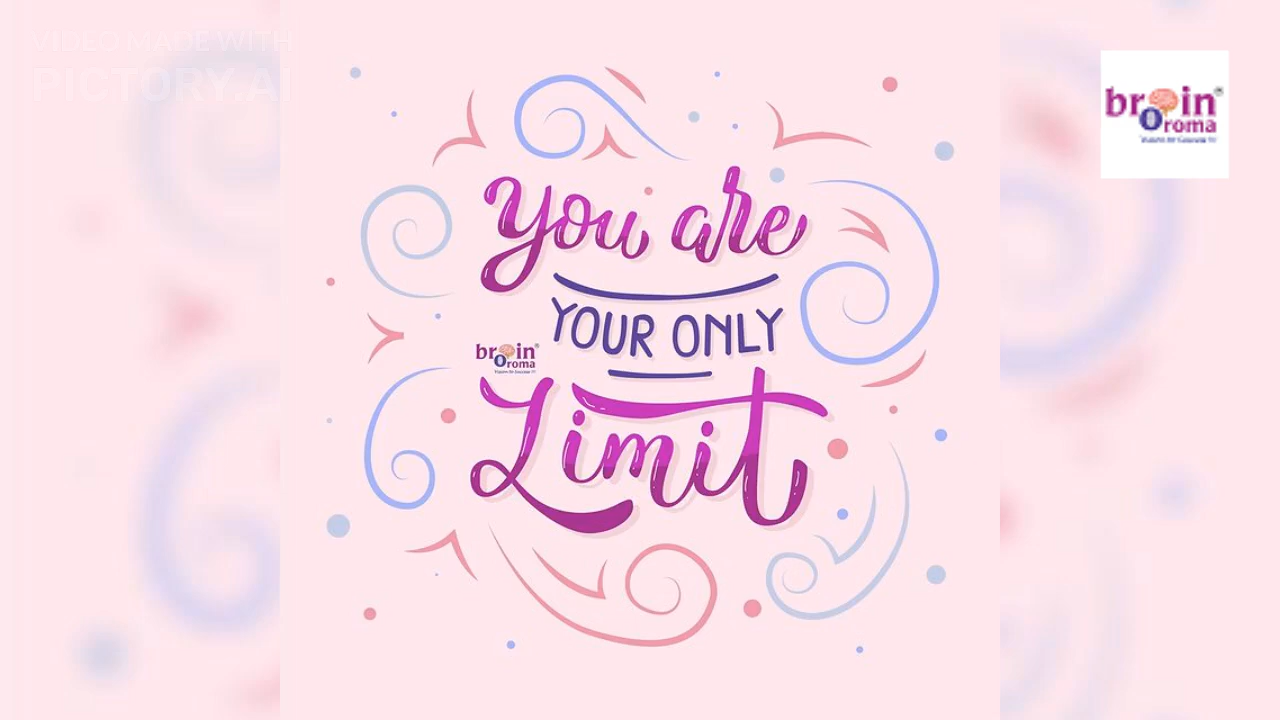 VIDEO MADE WITH
PICTORY.AI
brain
Oroma
You are
YOUR ONLY
brain
Oroma
Limit